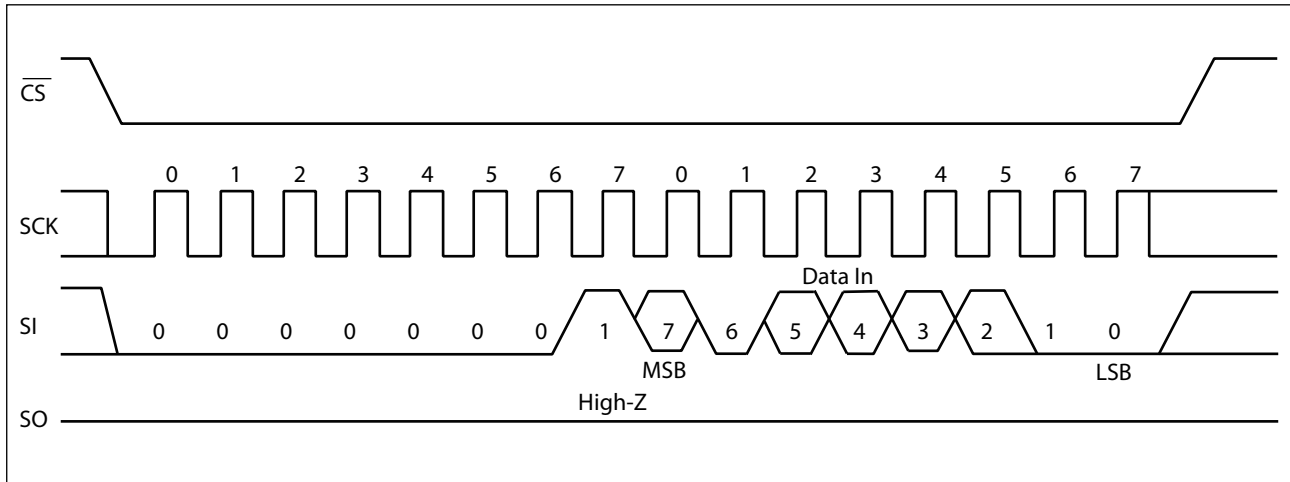 CS
0 1 2 3 4 5 6 7 0 1 2 3 4 5 6 7
SCK
Data In
SI 0 0 0 0 0 0 0 1 7 6 5 4 3 2 1 0
MSB LSB
High-Z
SO